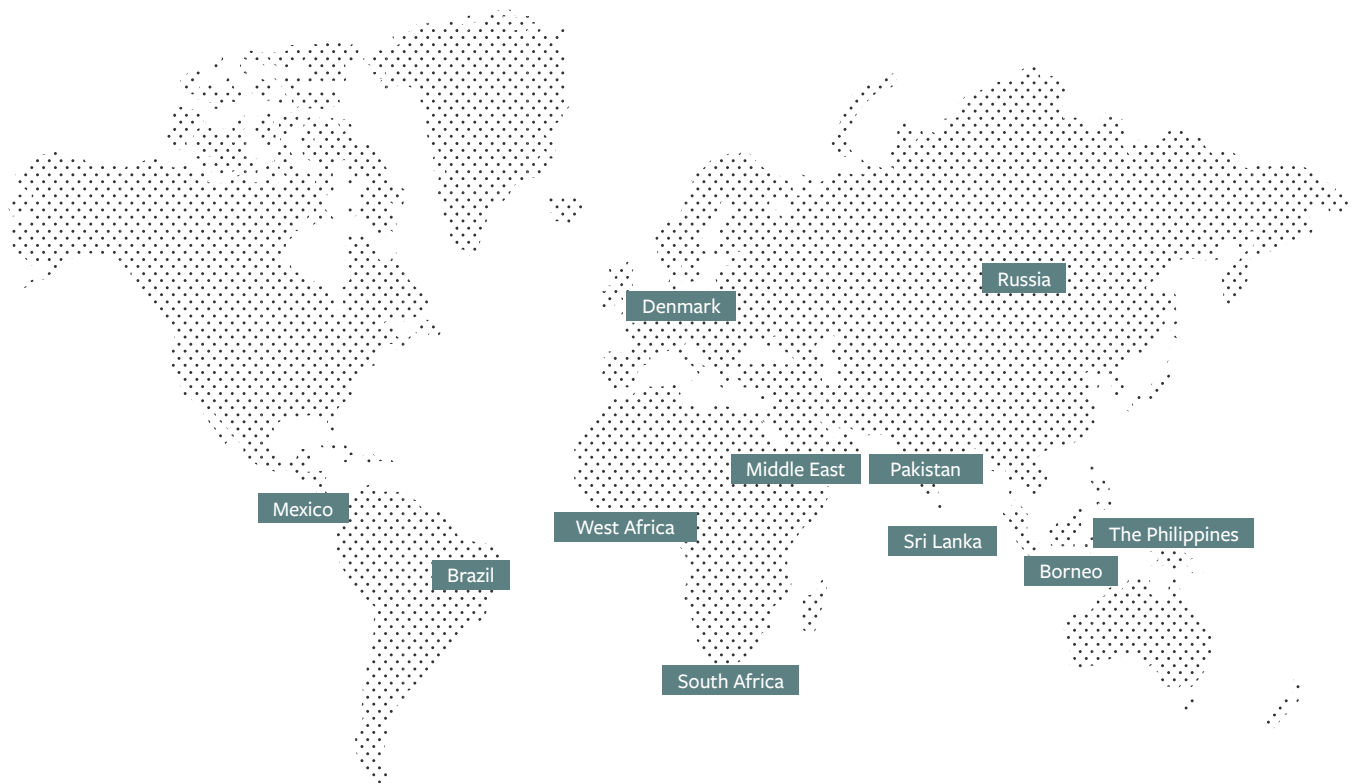 Russia
Denmark
Middle East
Pakistan
Mexico
West Africa
The Philippines
Sri Lanka
Borneo
Brazil
South Africa